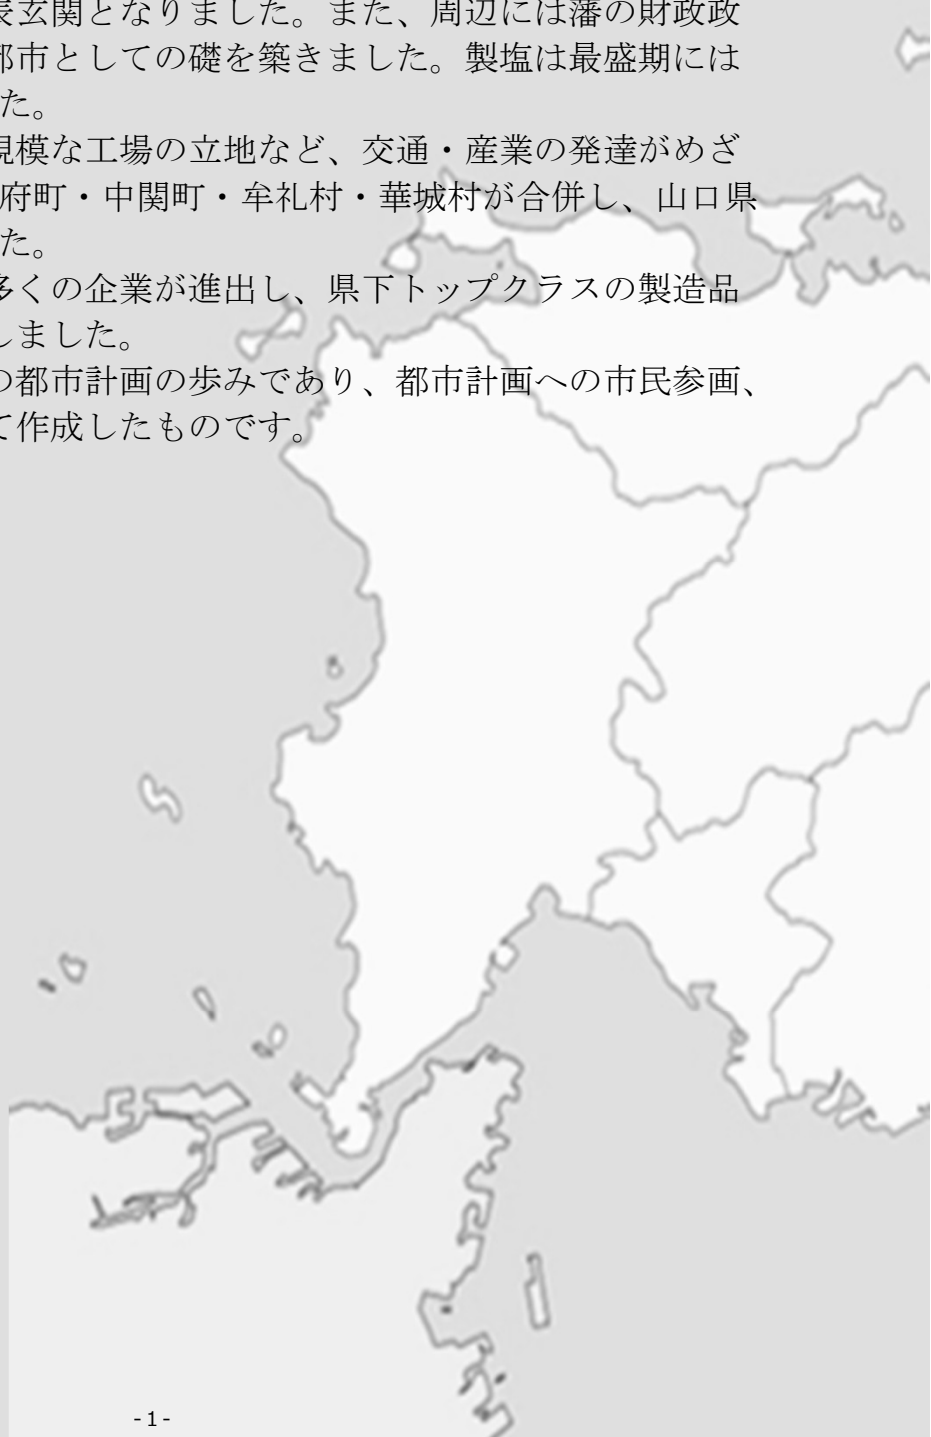 表玄関となりました。また、周辺には藩の財政政
都市としての礎を築きました。製塩は最盛期には
た。
規模な工場の立地など、交通・産業の発達がめざ
府町・中関町・牟礼村・華城村が合併し、山口県
た。
多くの企業が進出し、県下トップクラスの製造品
しました。
の都市計画の歩みであり、都市計画への市民参画、
て作成したものです。
-1-